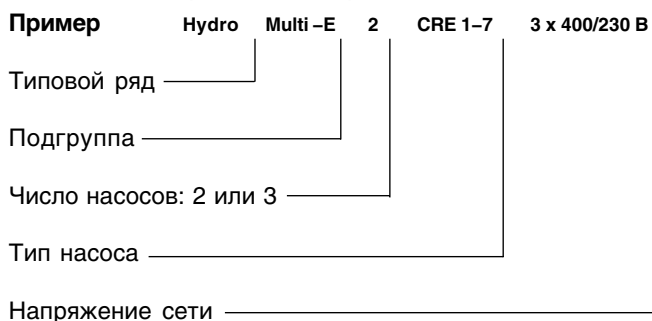 Пример Hydro Multi –E 2 CRE 1–7 3 x 400/230 В
Типовой ряд
Подгруппа
Число насосов: 2 или 3
Тип насоса
Напряжение сети